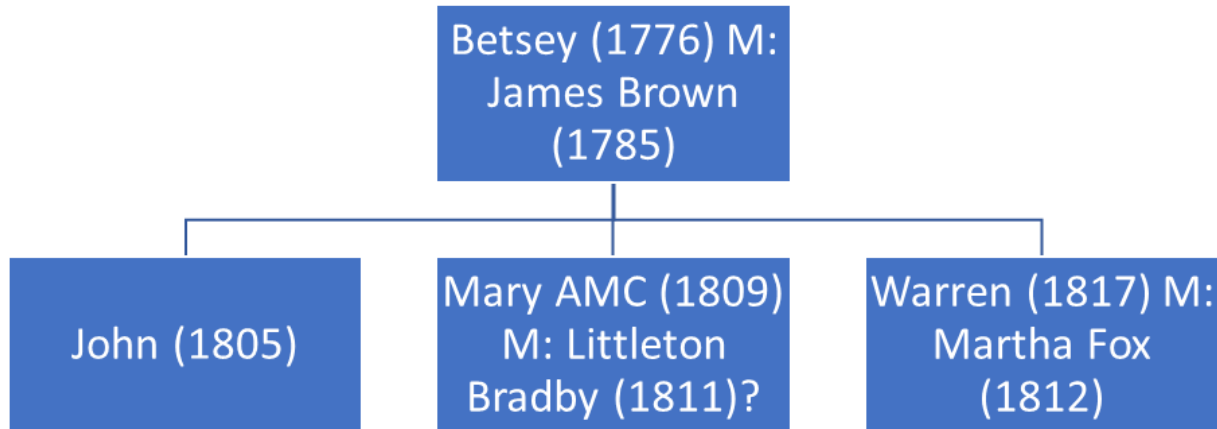 Betsey (1776) M:
James Brown
(1785)
John (1805)
Mary AMC (1809)
M: Littleton
Bradby (1811)?
Warren (1817) M:
Martha Fox
(1812)